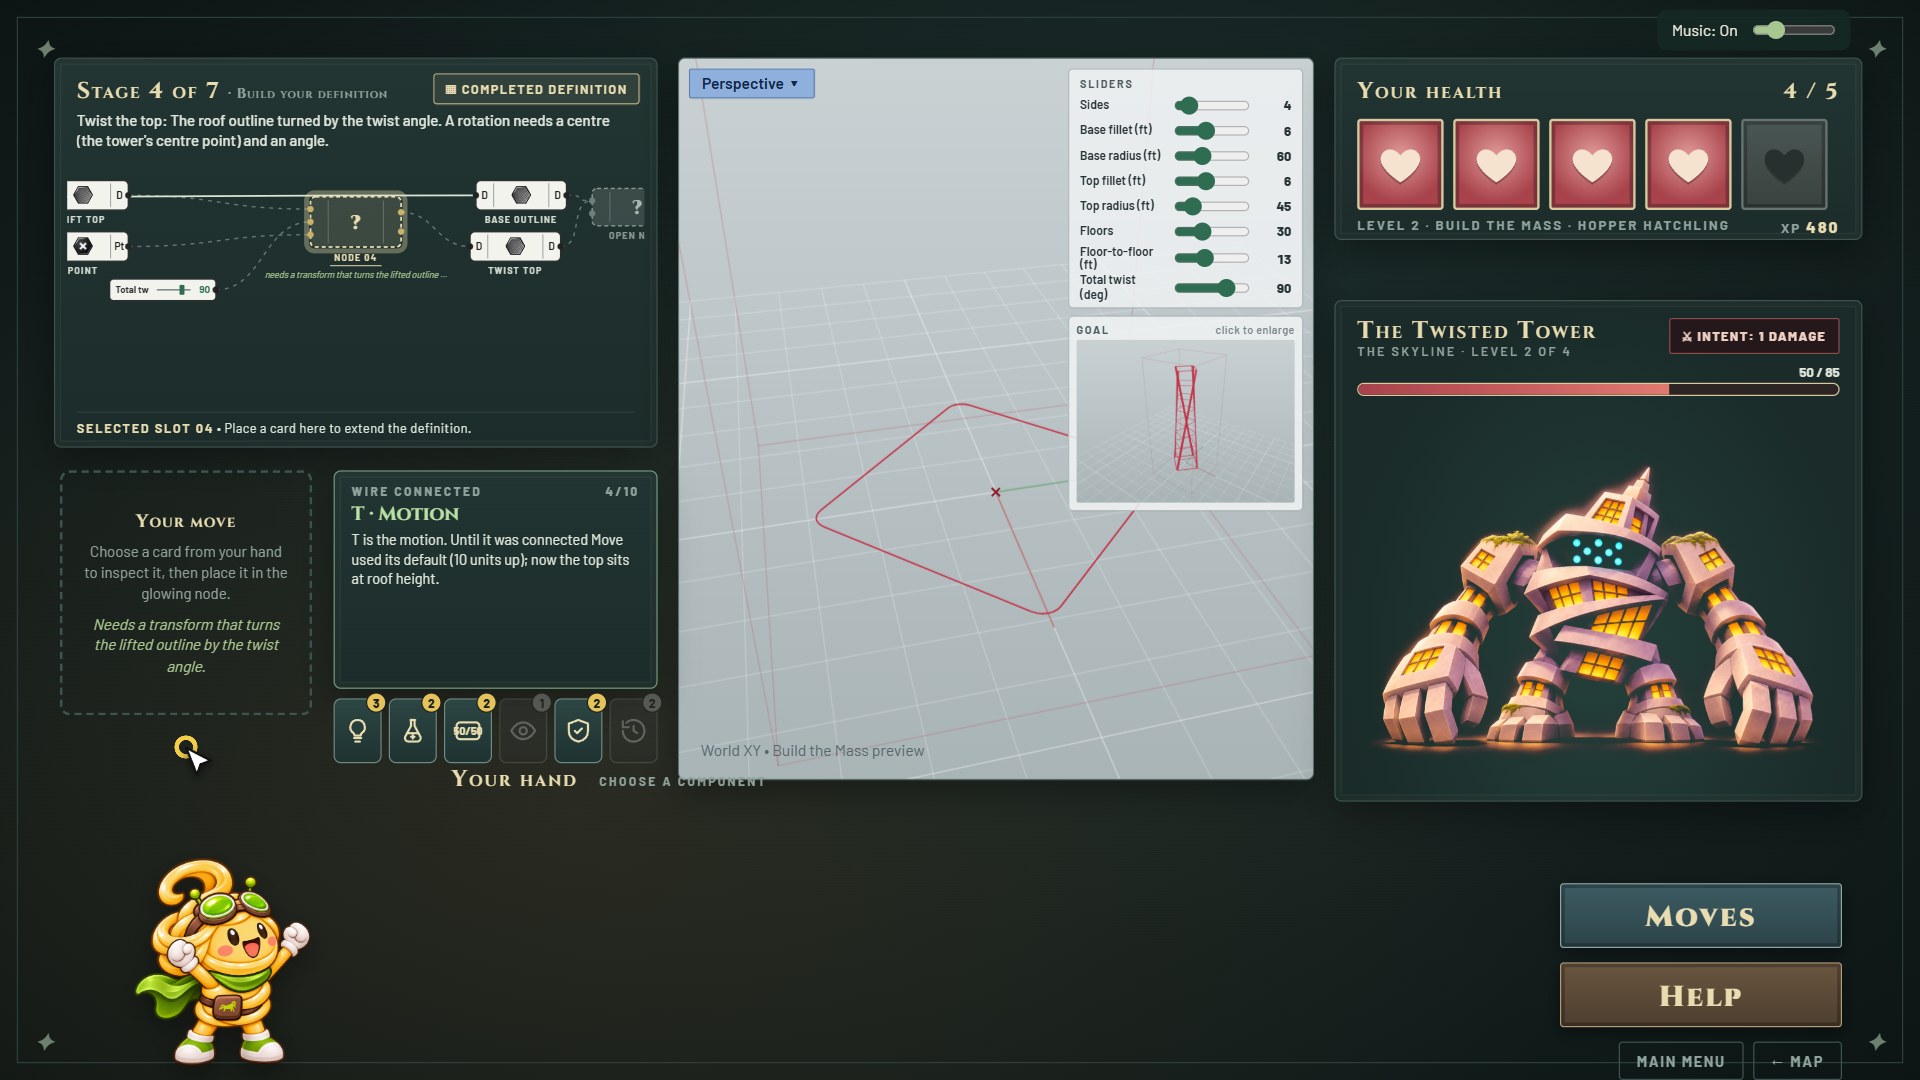 Music: On
STAGE 4 OF 7 · BUILD YOUR DEFINITION
COMPLETED DEFINITION
Twist the top: The roof outline turned by the twist angle. A rotation needs a centre
(the tower's centre point) and an angle.
D
IFT TOP
Pt
POINT
Total tw 90
?
NODE 04
needs a transform that turns the lifted outline ...
D D
BASE OUTLINE
D D
TWIST TOP
?
OPEN N
SELECTED SLOT 04 • Place a card here to extend the definition.
YOUR MOVE
Choose a card from your hand
to inspect it, then place it in the
glowing node.
Needs a transform that turns
the lifted outline by the twist
angle.
WIRE CONNECTED 4/10
T · MOTION
T is the motion. Until it was connected Move
used its default (10 units up); now the top sits
at roof height.
3
2
2
50/50
1
2
2
YOUR HAND CHOOSE A COMPONENT
Perspective ▼
SLIDERS
Sides 4
Base fillet (ft) 6
Base radius (ft) 60
Top fillet (ft) 6
Top radius (ft) 45
Floors 30
Floor-to-floor
(ft) 13
Total twist
(deg) 90
GOAL click to enlarge
World XY • Build the Mass preview
YOUR HEALTH 4 / 5
LEVEL 2 · BUILD THE MASS · HOPPER HATCHLING XP 480
THE TWISTED TOWER
THE SKYLINE · LEVEL 2 OF 4
INTENT: 1 DAMAGE
50 / 85
MOVES
HELP
MAIN MENU
← MAP